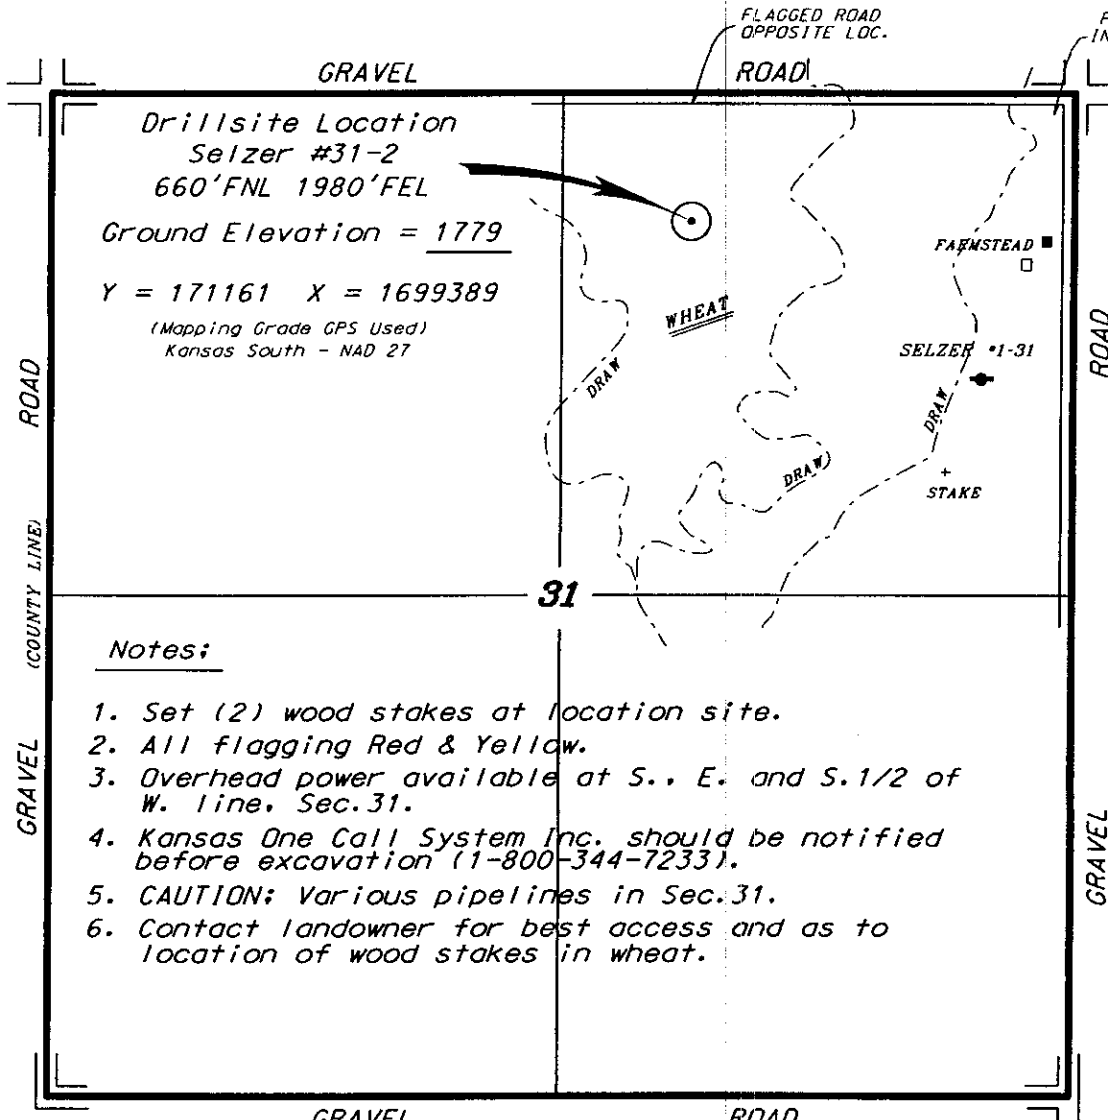 FLAGGED ROAD
OPPOSITE LOC.
GRAVEL ROAD
Drillsite Location
Selzer #31-2
660'FNL 1980'FEL
Ground Elevation = 1779
Y = 171161 X = 1699389
(Mapping Grade GPS Used)
Kansas South - NAD 27
FARMSTEAD
WHEAT
SELZER 1-31
DRAW
DRAW
DRAW
STAKE
ROAD
ROAD
(COUNTY LINE)
31
Notes:
1. Set (2) wood stakes at location site.
2. All flagging Red & Yellow.
3. Overhead power available at S., E. and S.1/2 of
W. line, Sec.31.
4. Kansas One Call System Inc. should be notified
before excavation (1-800-344-7233).
5. CAUTION: Various pipelines in Sec.31.
6. Contact landowner for best access and as to
location of wood stakes in wheat.
GRAVEL
GRAVEL
GRAVEL ROAD